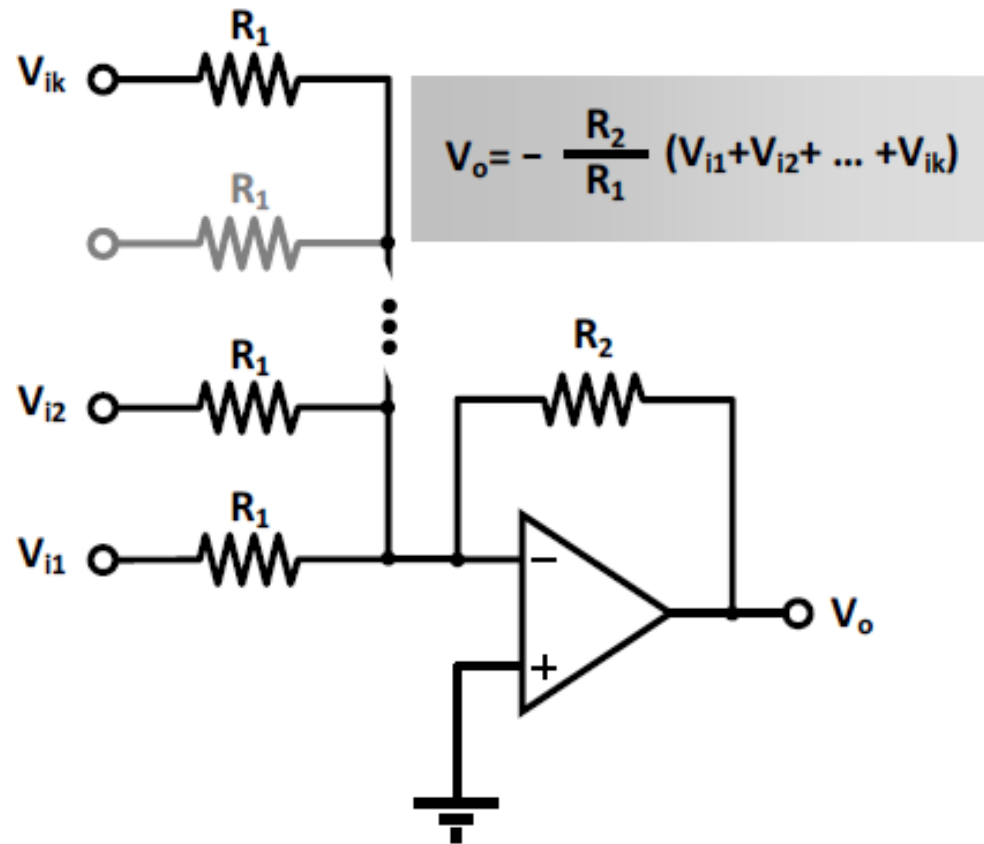 R₁
Vᵢₖ
Vₒ= − R₂/R₁ (Vᵢ₁+Vᵢ₂+ ... +Vᵢₖ)
R₁
R₂
R₁
Vᵢ₂
R₁
Vᵢ₁
−
Vₒ
+